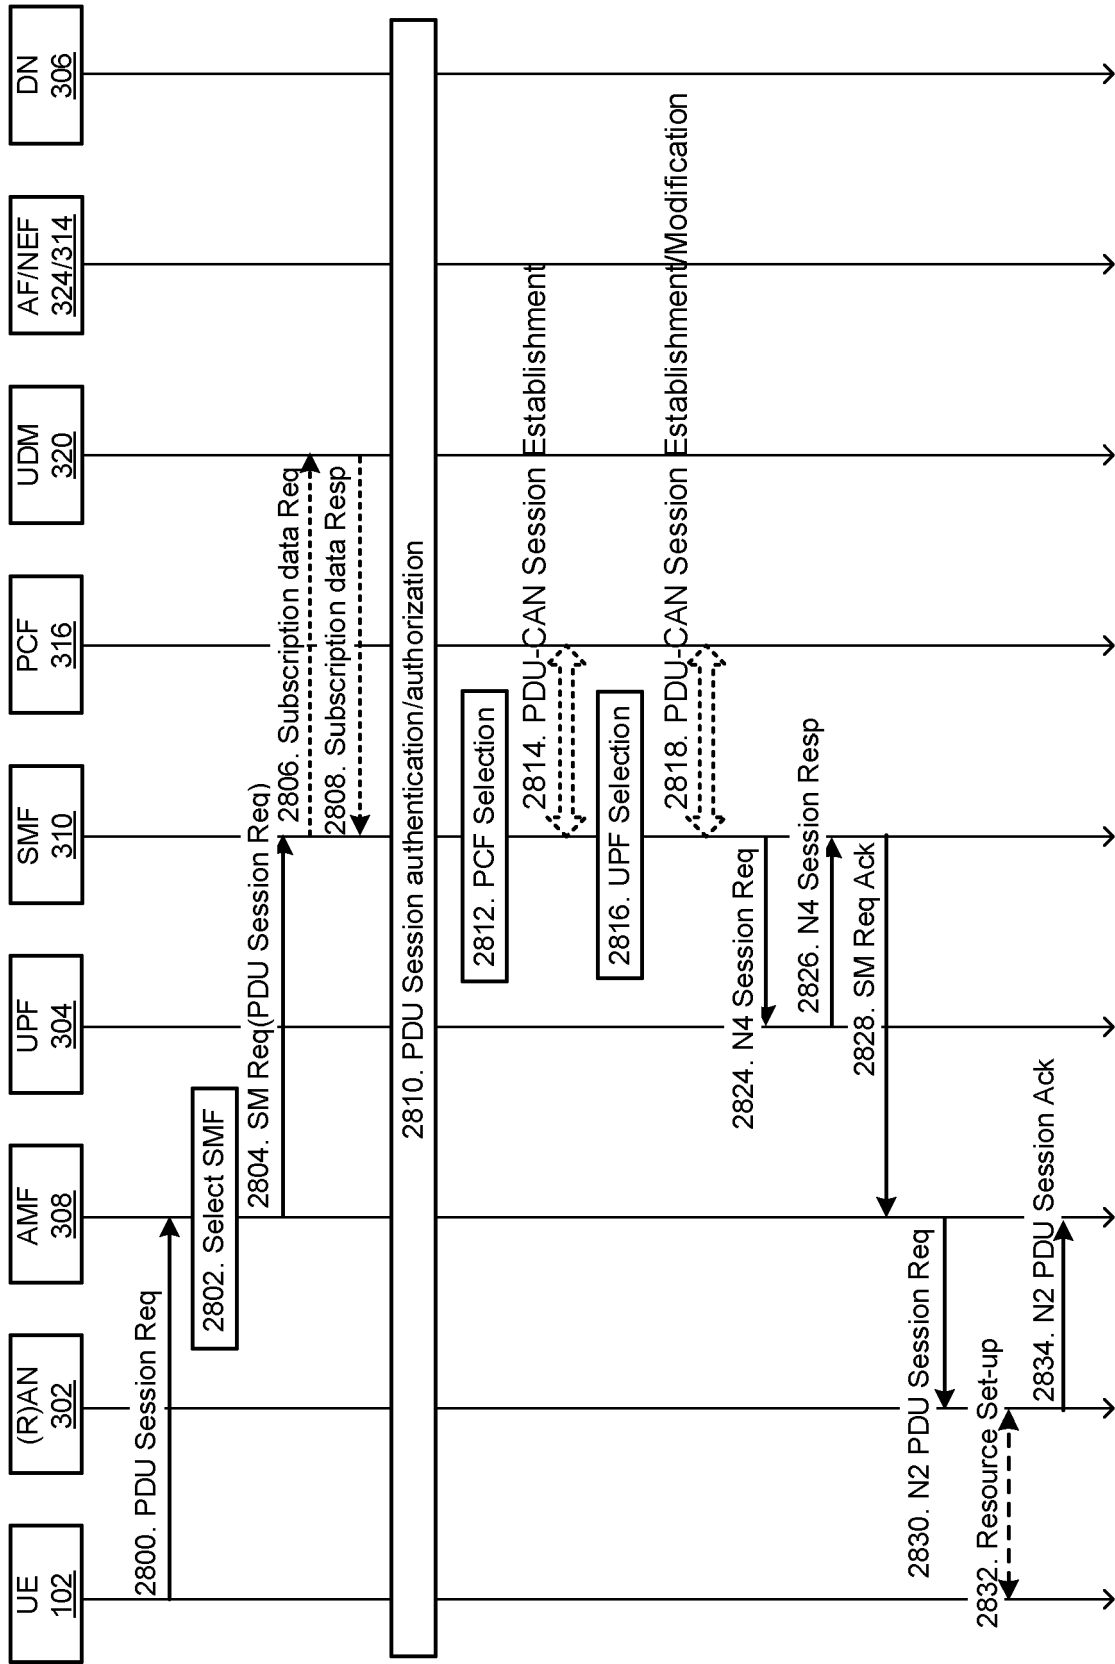 UE
102
(R)AN
302
AMF
308
UPF
304
SMF
310
PCF
316
UDM
320
AF/NEF
324/314
DN
306
2800. PDU Session Req
2802. Select SMF
2804. SM Req(PDU Session Req)
2806. Subscription data Req
2808. Subscription data Resp
2810. PDU Session authentication/authorization
2812. PCF Selection
2814. PDU-CAN Session Establishment
2816. UPF Selection
2818. PDU-CAN Session Establishment/Modification
2824. N4 Session Req
2826. N4 Session Resp
2828. SM Req Ack
2830. N2 PDU Session Req
2832. Resource Set-up
2834. N2 PDU Session Ack